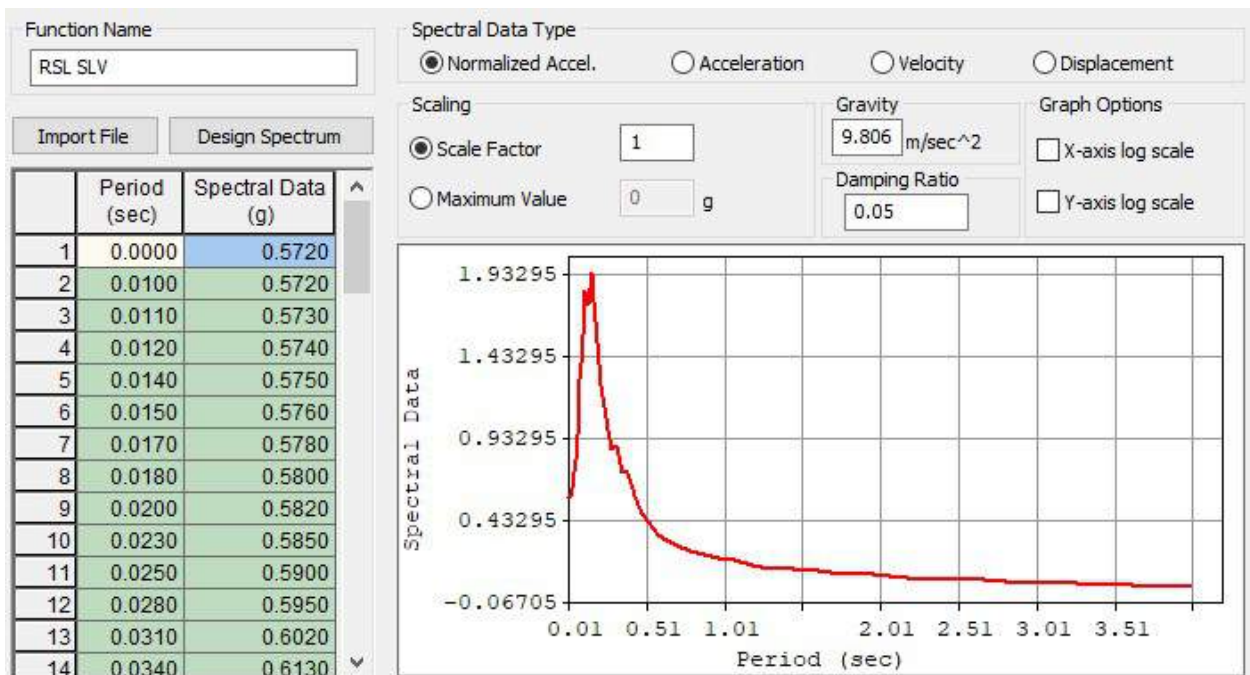 Function Name
RSL SLV
Import File
Design Spectrum
Period (sec)
Spectral Data (g)
1 0.0000 0.5720
2 0.0100 0.5720
3 0.0110 0.5730
4 0.0120 0.5740
5 0.0140 0.5750
6 0.0150 0.5760
7 0.0170 0.5780
8 0.0180 0.5800
9 0.0200 0.5820
10 0.0230 0.5850
11 0.0250 0.5900
12 0.0280 0.5950
13 0.0310 0.6020
14 0.0340 0.6130
Spectral Data Type
Normalized Accel.
Acceleration
Velocity
Displacement
Scaling
Scale Factor
1
Maximum Value
0
g
Gravity
9.806 m/sec^2
Damping Ratio
0.05
Graph Options
X-axis log scale
Y-axis log scale
1.93295
1.43295
0.93295
0.43295
-0.06705
Spectral Data
0.01 0.51 1.01 2.01 2.51 3.01 3.51
Period (sec)